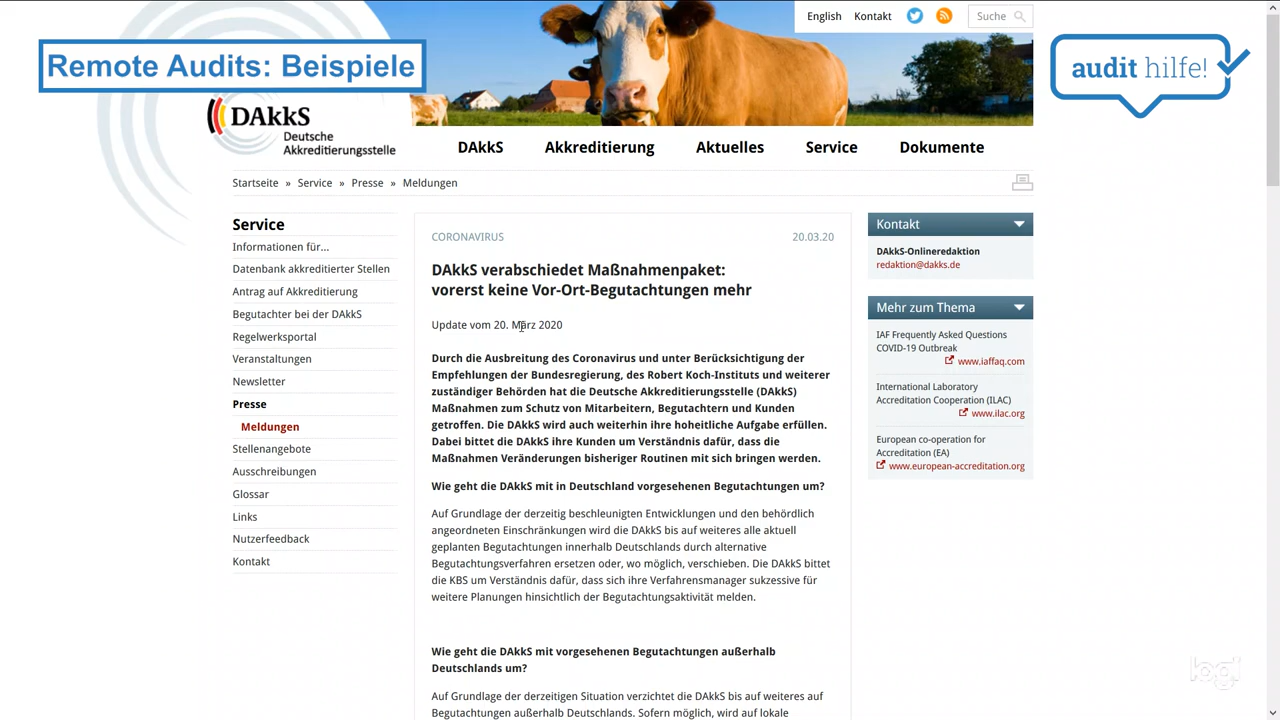 English Kontakt Suche
Remote Audits: Beispiele
audit hilfe!
DAkkS
Deutsche
Akkreditierungsstelle
DAkkS Akkreditierung Aktuelles Service Dokumente
Startseite » Service » Presse » Meldungen
Service
Informationen für...
Datenbank akkreditierter Stellen
Antrag auf Akkreditierung
Begutachter bei der DAkkS
Regelwerksportal
Veranstaltungen
Newsletter
Presse
Meldungen
Stellenangebote
Ausschreibungen
Glossar
Links
Nutzerfeedback
Kontakt
CORONAVIRUS 20.03.20
DAkkS verabschiedet Maßnahmenpaket:
vorerst keine Vor-Ort-Begutachtungen mehr
Update vom 20. März 2020
Durch die Ausbreitung des Coronavirus und unter Berücksichtigung der
Empfehlungen der Bundesregierung, des Robert Koch-Instituts und weiterer
zuständiger Behörden hat die Deutsche Akkreditierungsstelle (DAkkS)
Maßnahmen zum Schutz von Mitarbeitern, Begutachtern und Kunden
getroffen. Die DAkkS wird auch weiterhin ihre hoheitliche Aufgabe erfüllen.
Dabei bittet die DAkkS ihre Kunden um Verständnis dafür, dass die
Maßnahmen Veränderungen bisheriger Routinen mit sich bringen werden.
Wie geht die DAkkS mit in Deutschland vorgesehenen Begutachtungen um?
Auf Grundlage der derzeitig beschleunigten Entwicklungen und den behördlich
angeordneten Einschränkungen wird die DAkkS bis auf weiteres alle aktuell
geplanten Begutachtungen innerhalb Deutschlands durch alternative
Begutachtungsverfahren ersetzen oder, wo möglich, verschieben. Die DAkkS bittet
die KBS um Verständnis dafür, dass sich ihre Verfahrensmanager sukzessive für
weitere Planungen hinsichtlich der Begutachtungsaktivität melden.
Wie geht die DAkkS mit vorgesehenen Begutachtungen außerhalb
Deutschlands um?
Auf Grundlage der derzeitigen Situation verzichtet die DAkkS bis auf weiteres auf
Begutachtungen außerhalb Deutschlands. Sofern möglich, wird auf lokale
Kontakt
DAkkS-Onlineredaktion
redaktion@dakks.de
Mehr zum Thema
IAF Frequently Asked Questions
COVID-19 Outbreak
www.iaffaq.com
International Laboratory
Accreditation Cooperation (ILAC)
www.ilac.org
European co-operation for
Accreditation (EA)
www.european-accreditation.org
logi